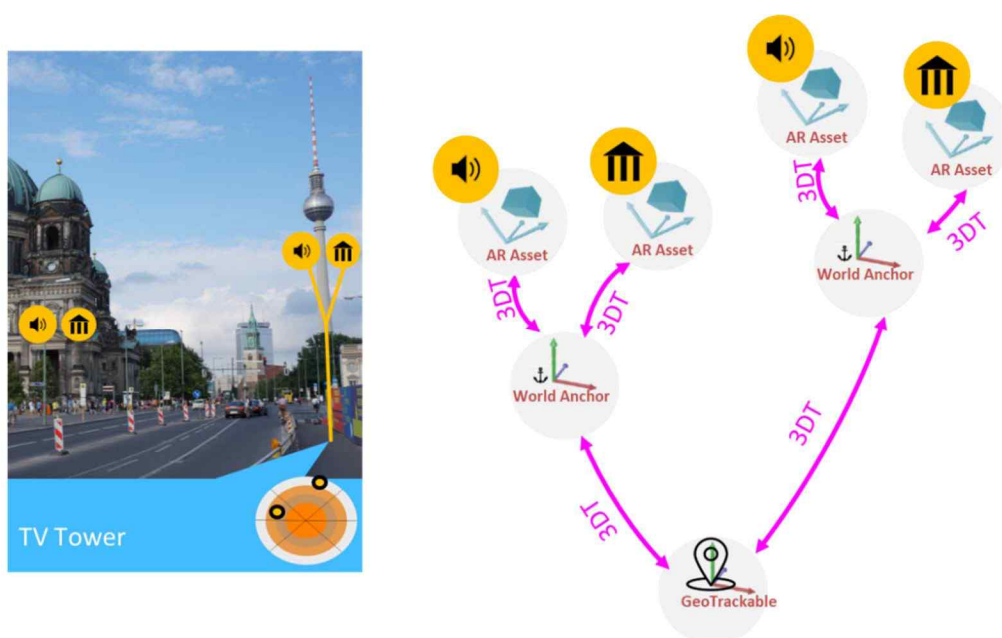 TV Tower
AR Asset
AR Asset
AR Asset
AR Asset
3DT
3DT
3DT
3DT
World Anchor
World Anchor
3DT
3DT
GeoTrackable